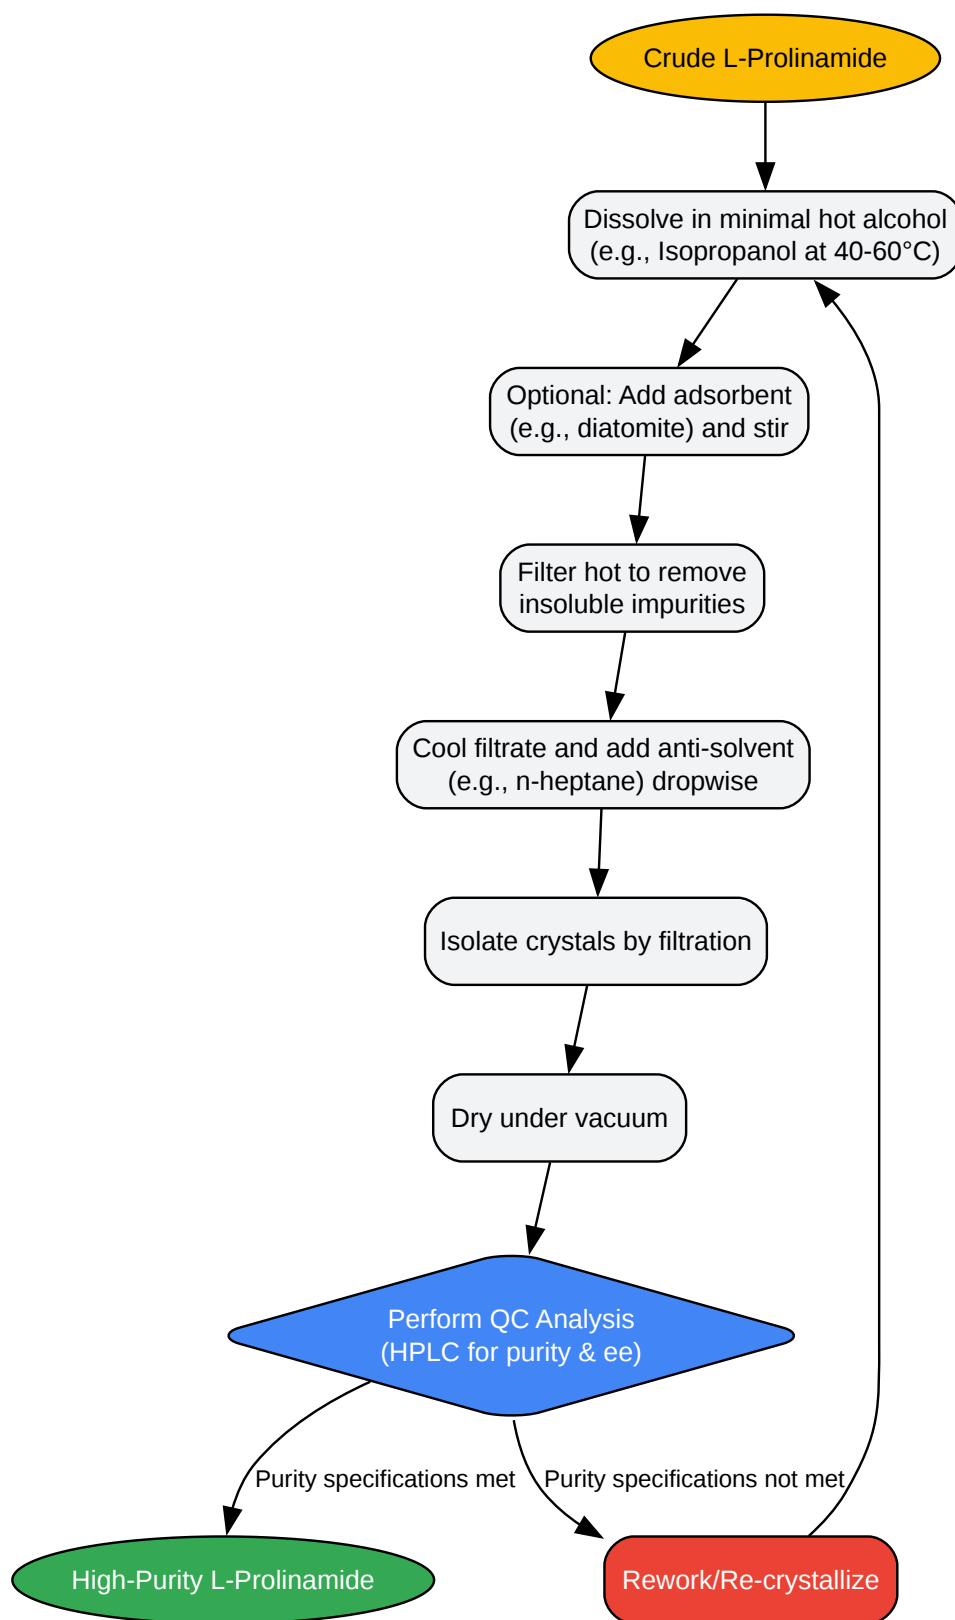 Crude L-Prolinamide
Dissolve in minimal hot alcohol
(e.g., Isopropanol at 40-60°C)
Optional: Add adsorbent
(e.g., diatomite) and stir
Filter hot to remove
insoluble impurities
Cool filtrate and add anti-solvent
(e.g., n-heptane) dropwise
Isolate crystals by filtration
Dry under vacuum
Perform QC Analysis
(HPLC for purity & ee)
Purity specifications met
Purity specifications not met
High-Purity L-Prolinamide
Rework/Re-crystallize